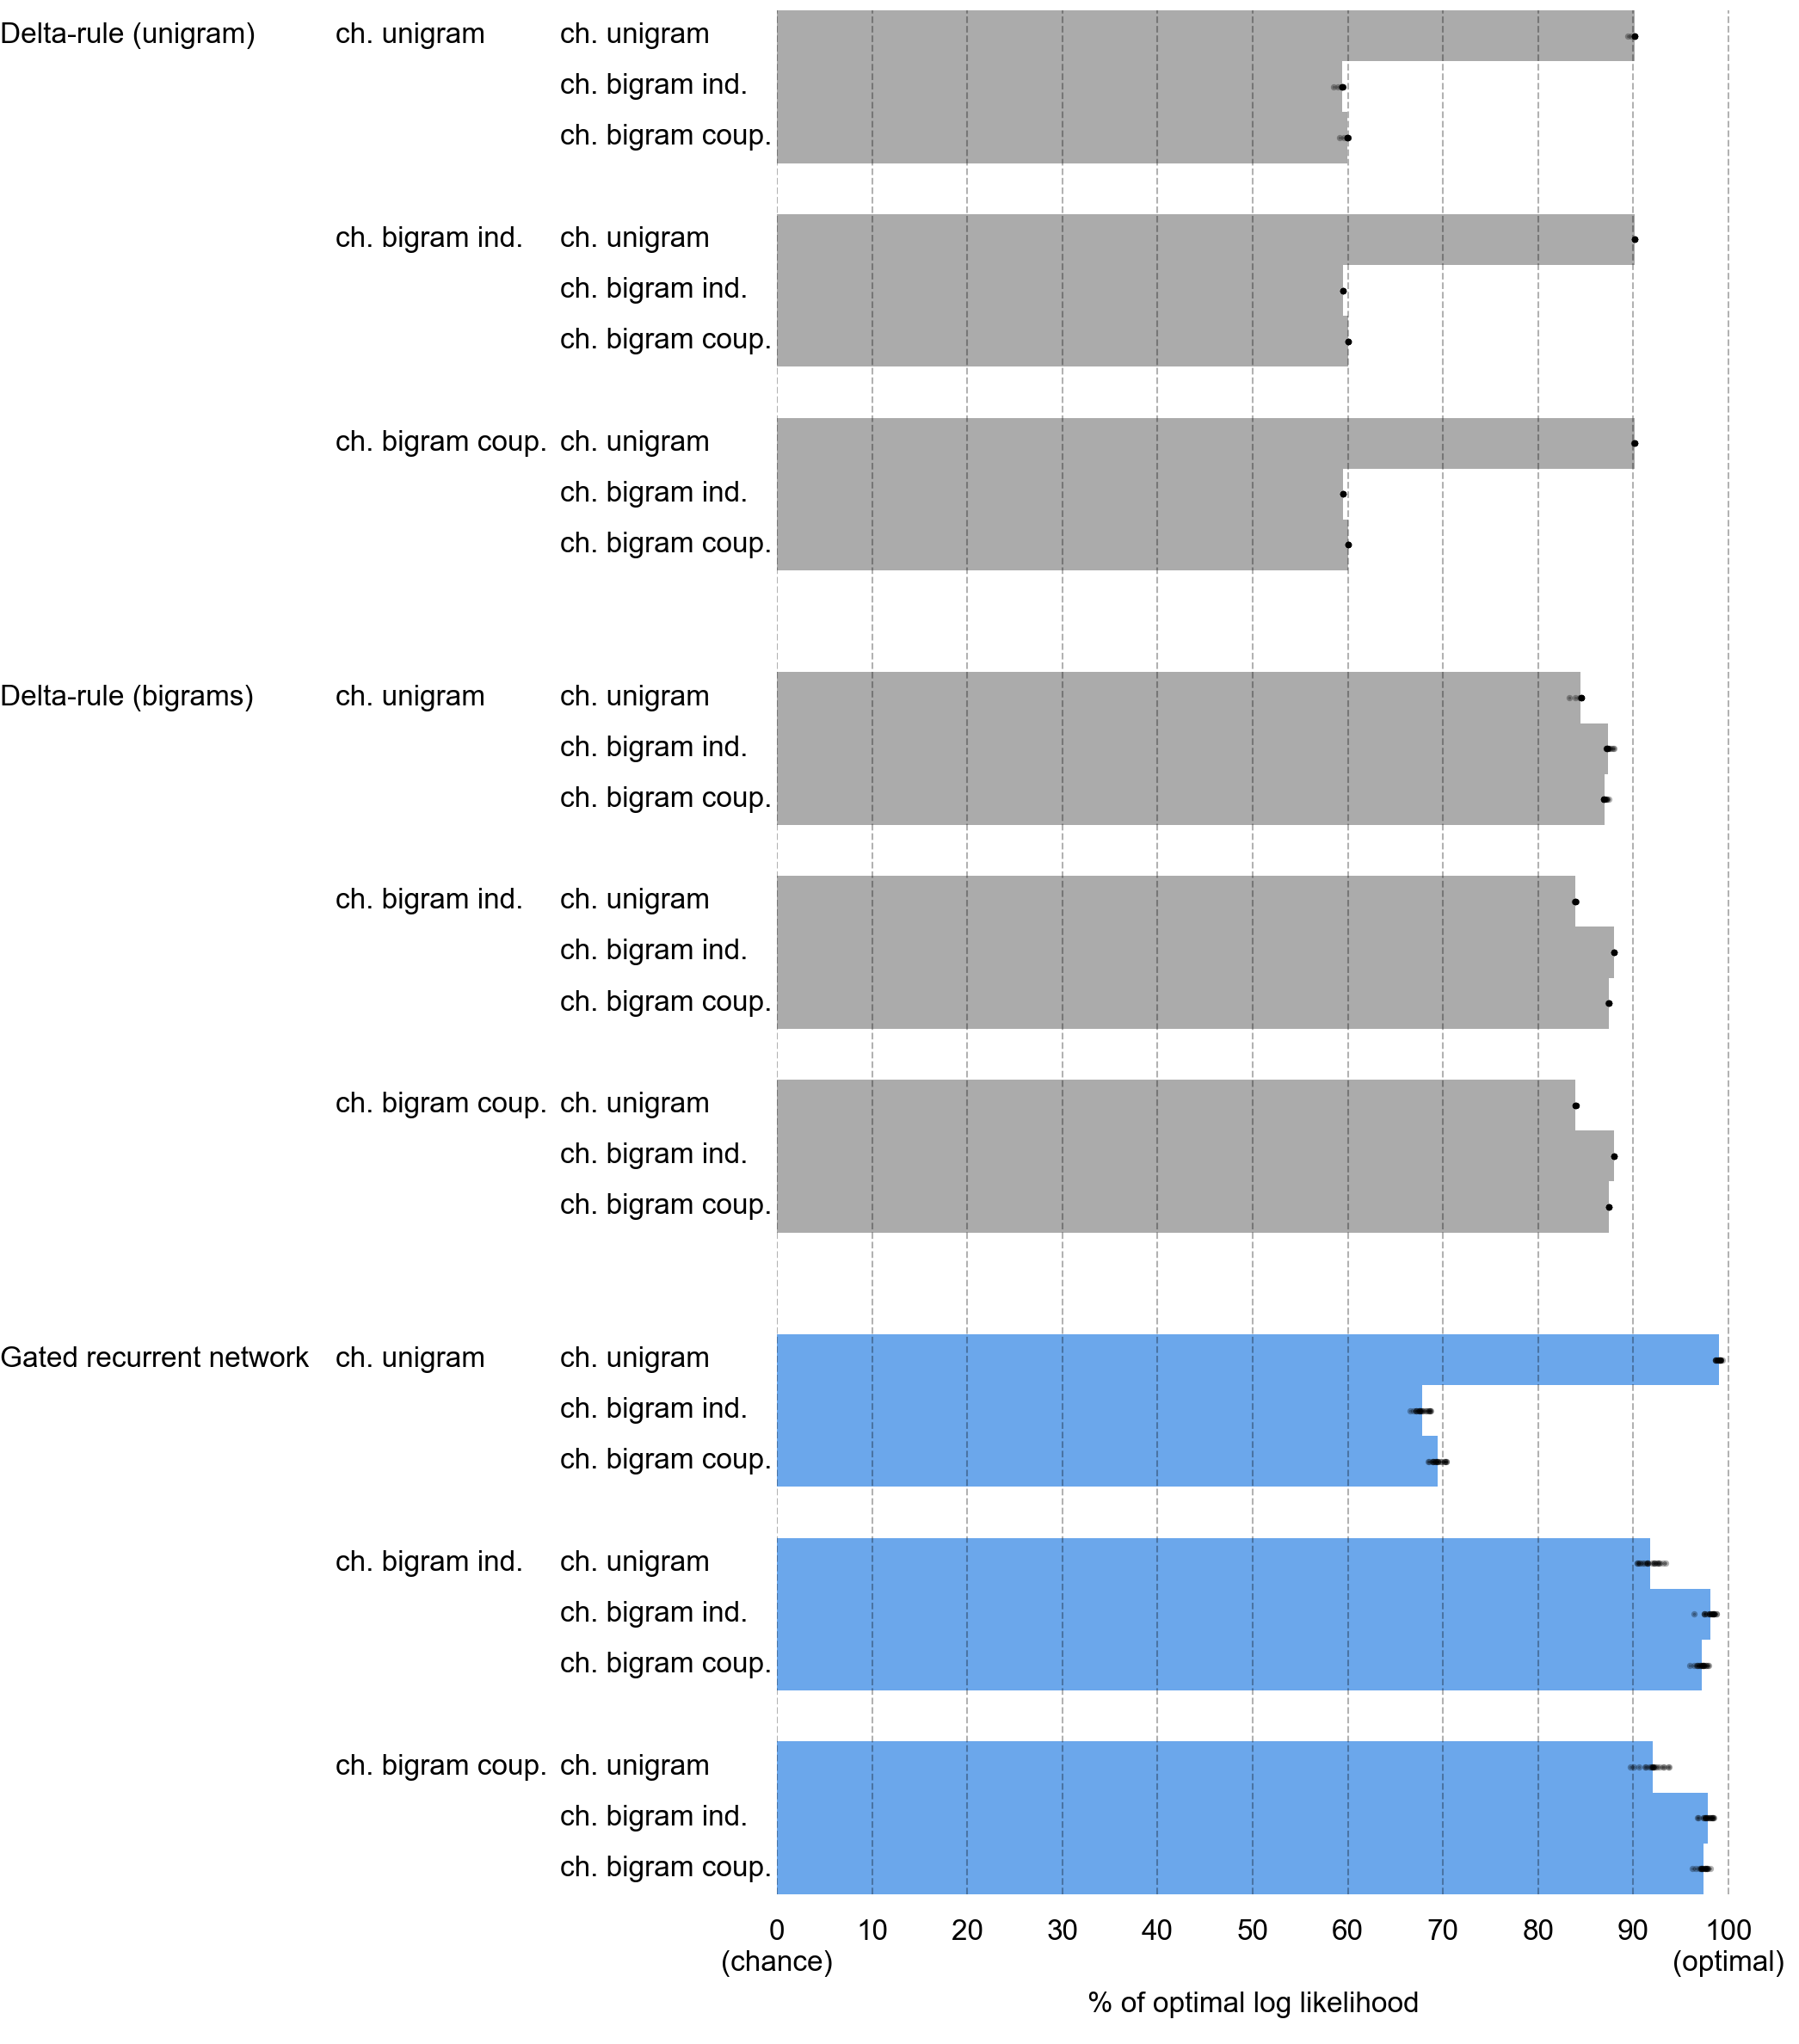 Delta-rule (unigram) ch. unigram ch. unigram
ch. bigram ind.
ch. bigram coup.
ch. bigram ind. ch. unigram
ch. bigram ind.
ch. bigram coup.
ch. bigram coup. ch. unigram
ch. bigram ind.
ch. bigram coup.
Delta-rule (bigrams) ch. unigram ch. unigram
ch. bigram ind.
ch. bigram coup.
ch. bigram ind. ch. unigram
ch. bigram ind.
ch. bigram coup.
ch. bigram coup. ch. unigram
ch. bigram ind.
ch. bigram coup.
Gated recurrent network ch. unigram ch. unigram
ch. bigram ind.
ch. bigram coup.
ch. bigram ind. ch. unigram
ch. bigram ind.
ch. bigram coup.
ch. bigram coup. ch. unigram
ch. bigram ind.
ch. bigram coup.
0 10 20 30 40 50 60 70 80 90 100
(chance) (optimal)
% of optimal log likelihood